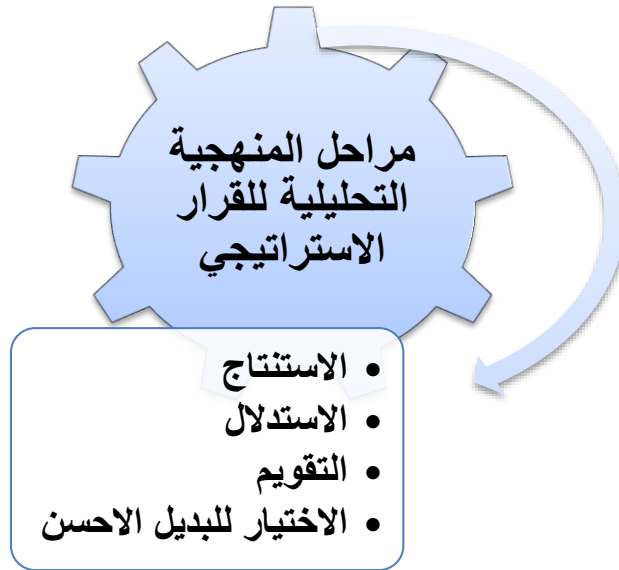 مراحل المنهجية
التحليلية للقرار
الاستراتيجي
• الاستنتاج
• الاستدلال
• التقويم
• الاختيار للبديل الاحسن